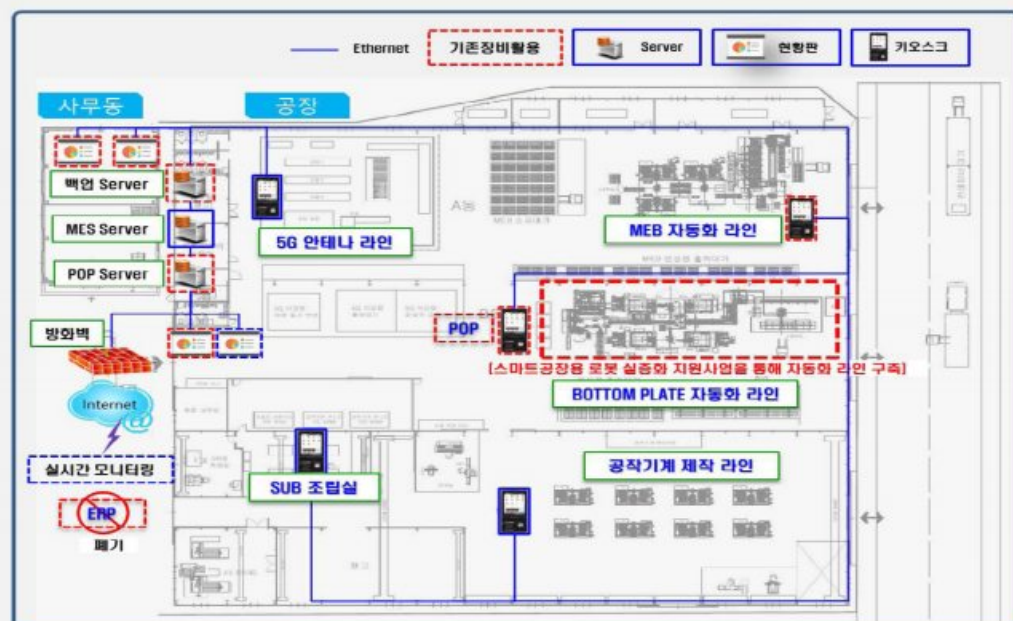 Ethernet
기존장비활용
Server
현황판
키오스크
사무동
공장
백업 Server
MES Server
POP Server
방화벽
Internet
실시간 모니터링
ERP
폐기
A동
5G 안테나 라인
MEB 자동화 라인
POP
[스마트공장용 로봇 실증화 지원사업을 통해 자동화 라인 구축]
BOTTOM PLATE 자동화 라인
SUB 조립실
공작기계 제작 라인